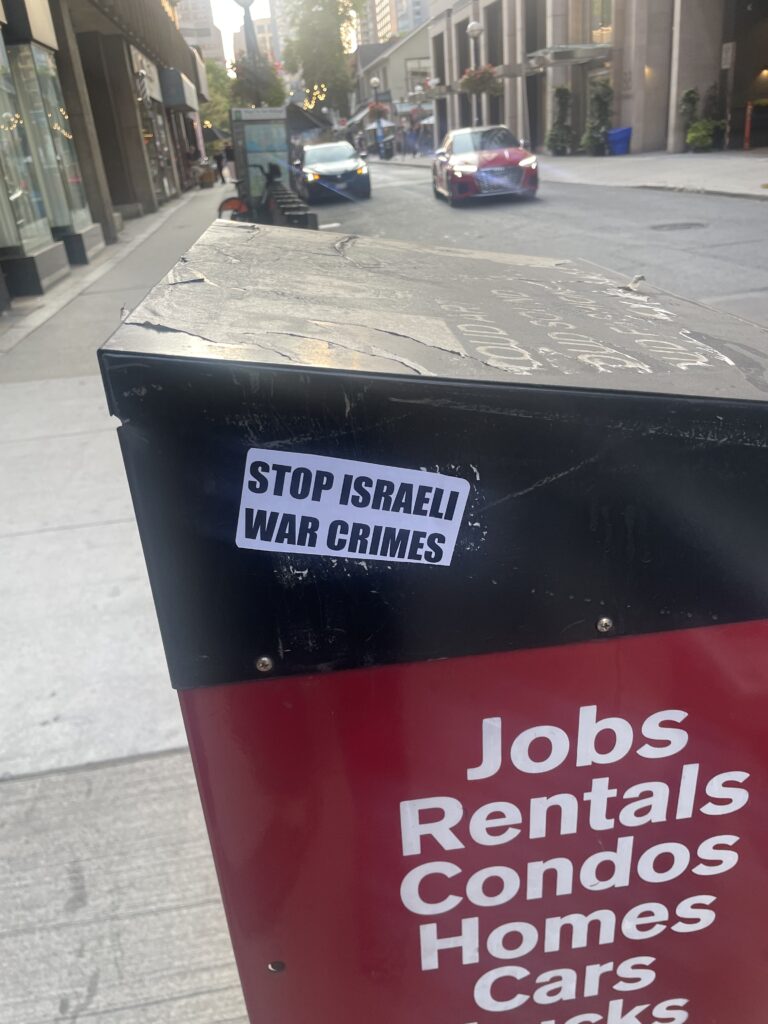 STOP ISRAELI
WAR CRIMES
Jobs
Rentals
Condos
Homes
Cars